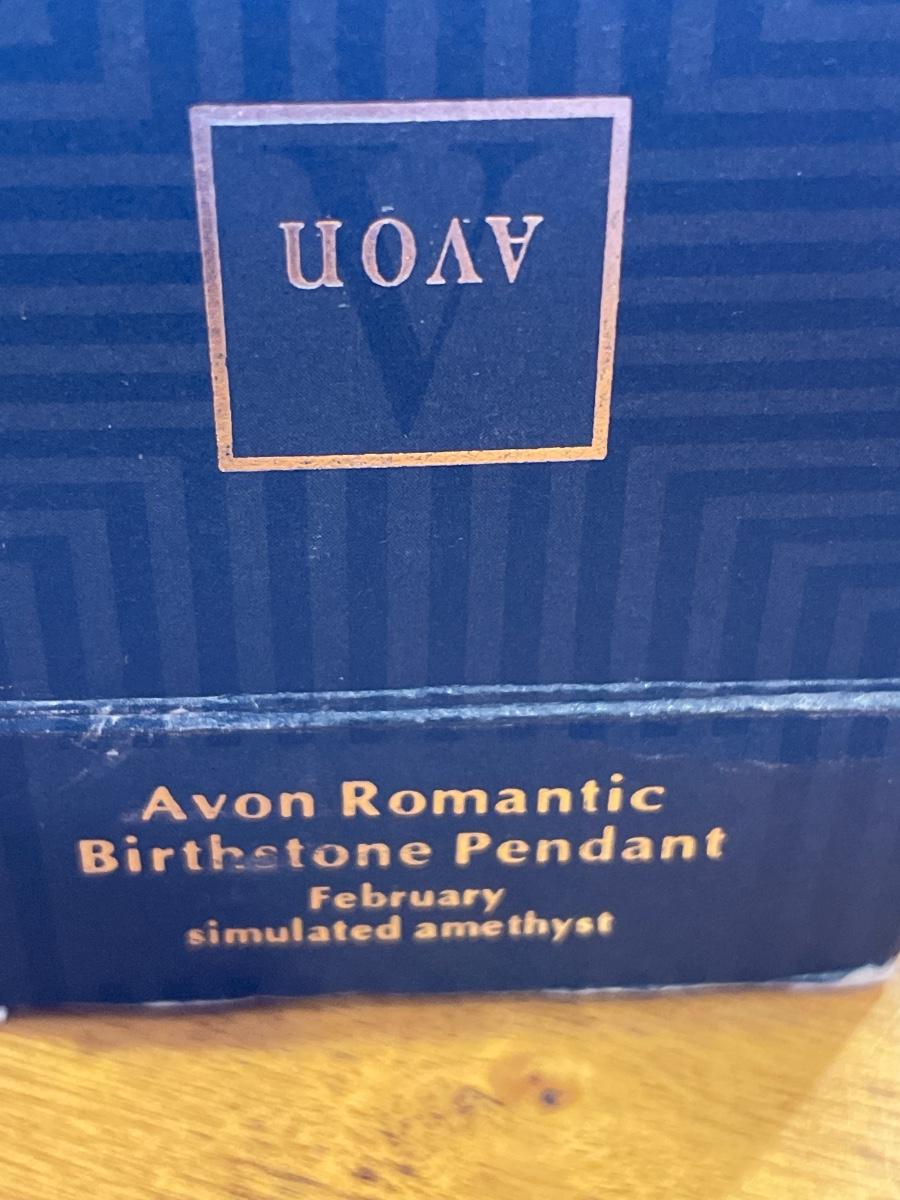 AVON
Avon Romantic
Birthstone Pendant
February
simulated amethyst